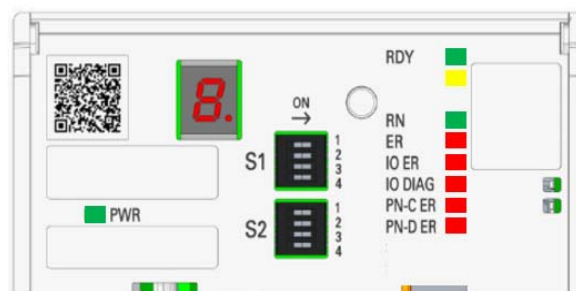 RDY
8.
ON
→
RN
ER
IO ER
IO DIAG
PN-C ER
PN-D ER
S1
1
2
3
4
PWR
S2
1
2
3
4